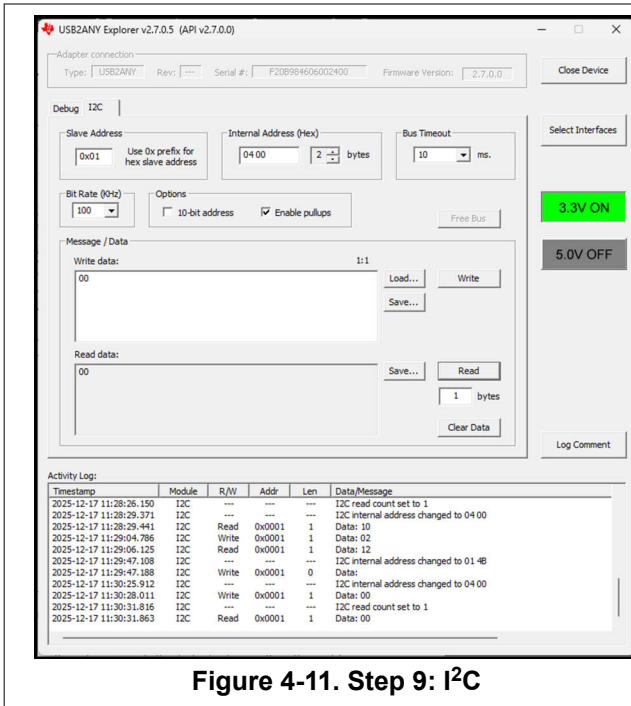 USB2ANY Explorer v2.7.0.5 (API v2.7.0.0)
Adapter connection
Type: USB2ANY Rev: --- Serial #: F20B984606002400 Firmware Version: 2.7.0.0
Close Device
Debug I2C
Select Interfaces
Slave Address
0x01 Use 0x prefix for
hex slave address
Internal Address (Hex)
04 00 2 bytes
Bus Timeout
10 ms.
Bit Rate (KHz)
100
Options
10-bit address Enable pullups
Free Bus
3.3V ON
5.0V OFF
Message / Data
Write data: 1:1
00
Load... Write
Save...
Read data:
00
Save... Read
1 bytes
Clear Data
Log Comment
Activity Log:
Timestamp Module R/W Addr Len Data/Message
2025-12-17 11:28:26.150 I2C --- --- --- I2C read count set to 1
2025-12-17 11:28:29.371 I2C --- --- --- I2C internal address changed to 04 00
2025-12-17 11:28:29.441 I2C Read 0x0001 1 Data: 10
2025-12-17 11:29:04.786 I2C Write 0x0001 1 Data: 02
2025-12-17 11:29:06.125 I2C Read 0x0001 1 Data: 12
2025-12-17 11:29:47.108 I2C --- --- --- I2C internal address changed to 01 4B
2025-12-17 11:29:47.188 I2C Write 0x0001 0 Data:
2025-12-17 11:30:25.912 I2C --- --- --- I2C internal address changed to 04 00
2025-12-17 11:30:28.011 I2C Write 0x0001 1 Data: 00
2025-12-17 11:30:31.816 I2C --- --- --- I2C read count set to 1
2025-12-17 11:30:31.863 I2C Read 0x0001 1 Data: 00
Figure 4-11. Step 9: I²C